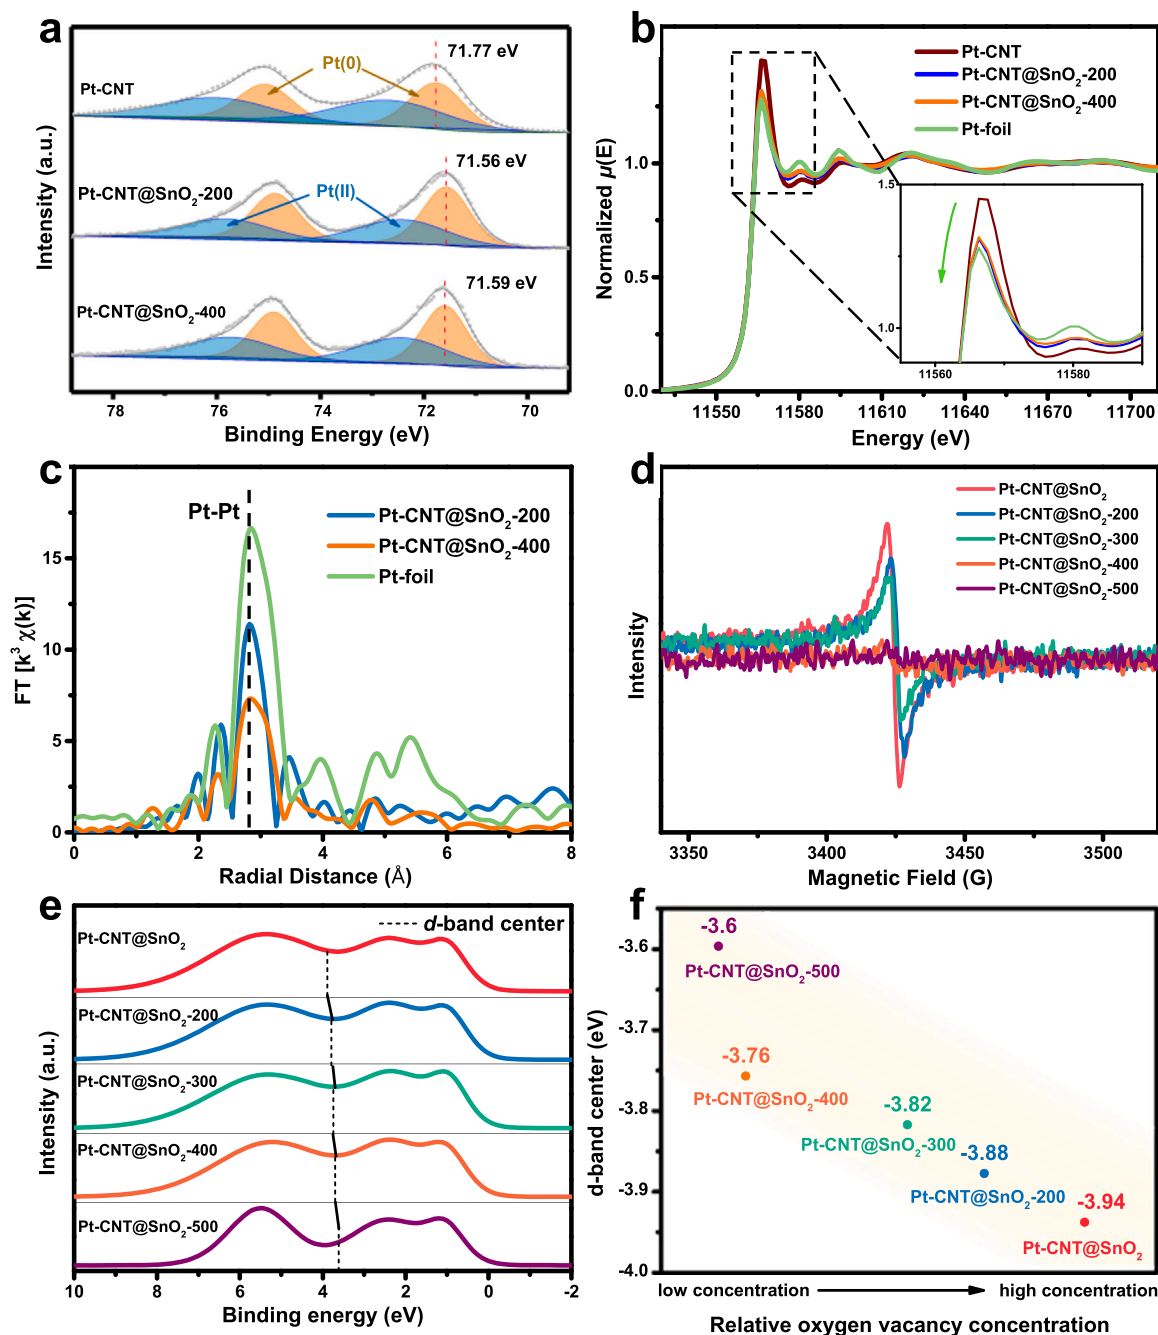 a
71.77 eV
Pt(0)
Pt-CNT
71.56 eV
Pt-CNT@SnO₂-200
Pt(II)
71.59 eV
Pt-CNT@SnO₂-400
Intensity (a.u.)
78 76 74 72 70
Binding Energy (eV)
b
Pt-CNT
Pt-CNT@SnO₂-200
Pt-CNT@SnO₂-400
Pt-foil
Normalized μ(E)
1.0
0.5
0.0
1.5
1.0
11560 11580
11550 11580 11610 11640 11670 11700
Energy (eV)
c
Pt-Pt
Pt-CNT@SnO₂-200
Pt-CNT@SnO₂-400
Pt-foil
FT [k³ χ(k)]
15
10
5
0
0 2 4 6 8
Radial Distance (Å)
d
Pt-CNT@SnO₂
Pt-CNT@SnO₂-200
Pt-CNT@SnO₂-300
Pt-CNT@SnO₂-400
Pt-CNT@SnO₂-500
Intensity
3350 3400 3450 3500
Magnetic Field (G)
e
d-band center
Pt-CNT@SnO₂
Pt-CNT@SnO₂-200
Pt-CNT@SnO₂-300
Pt-CNT@SnO₂-400
Pt-CNT@SnO₂-500
Intensity (a.u.)
10 8 6 4 2 0 -2
Binding energy (eV)
f
-3.6
Pt-CNT@SnO₂-500
-3.76
Pt-CNT@SnO₂-400
-3.82
Pt-CNT@SnO₂-300
-3.88
Pt-CNT@SnO₂-200
-3.94
Pt-CNT@SnO₂
d-band center (eV)
-3.6
-3.7
-3.8
-3.9
-4.0
low concentration high concentration
Relative oxygen vacancy concentration